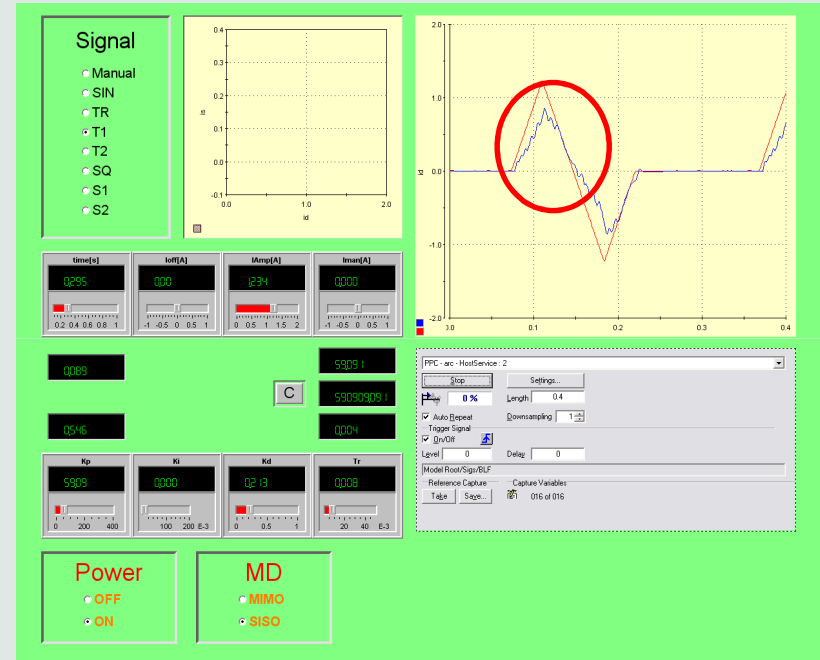 Signal
Manual
SIN
TR
T1
T2
SQ
S1
S2
0.4
0.3
0.2
0.1
0.0
-0.1
is
0.0 1.0 2.0
id
2.0
1.0
0.0
-1.0
-2.0
id
0.1 0.2 0.3 0.4
time[s] Ioff[A] IAmp[A] Iman[A]
0,295 0,00 1,234 0,000
0.2 0.4 0.6 0.8 1 -1 -0.5 0 0.5 1 0 0.5 1 1.5 2 -1 -0.5 0 0.5 1
0,089 59,091
C 590909,091
0,546 0,004
Kp Ki Kd Tr
59,09 0,000 0,213 0,008
0 200 400 100 200 E-3 0 0.5 1 20 40 E-3
PPC - arc - HostService : 2
Stop Settings...
0 % Length 0.4
Auto Repeat Downsampling 1
Trigger Signal
On/Off
Level 0 Delay 0
Model Root/Sigs/BLF
Reference Capture Capture Variables
Take Save... 016 of 016
Power MD
OFF MIMO
ON SISO